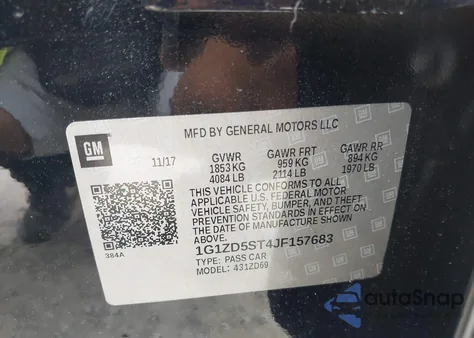 MFD BY GENERAL MOTORS LLC
GM
11/17
GVWR GAWR FRT GAWR RR
1853 KG 959 KG 894 KG
4084 LB 2114 LB 1970 LB
THIS VEHICLE CONFORMS TO ALL
APPLICABLE U.S. FEDERAL MOTOR
VEHICLE SAFETY, BUMPER, AND THEFT
PREVENTION STANDARDS IN EFFECT ON
THE DATE OF MANUFACTURE SHOWN
ABOVE.
1G1ZD5ST4JF157683
384A
TYPE: PASS CAR
MODEL: 431ZD69
autoSnap